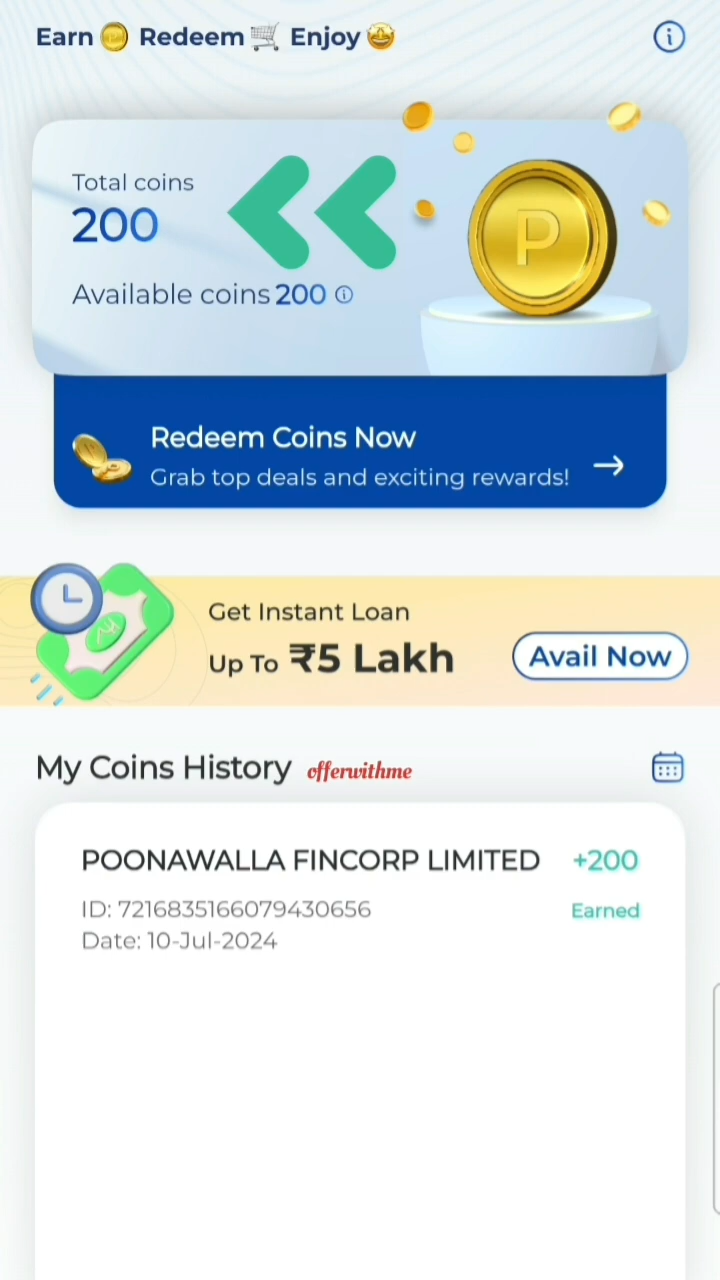 Earn 🪙 Redeem 🛒 Enjoy 🤩
Total coins
200
Available coins 200
P
Redeem Coins Now
Grab top deals and exciting rewards!
Get Instant Loan
Up To ₹5 Lakh
Avail Now
My Coins History offerwithme
POONAWALLA FINCORP LIMITED +200
ID: 7216835166079430656 Earned
Date: 10-Jul-2024